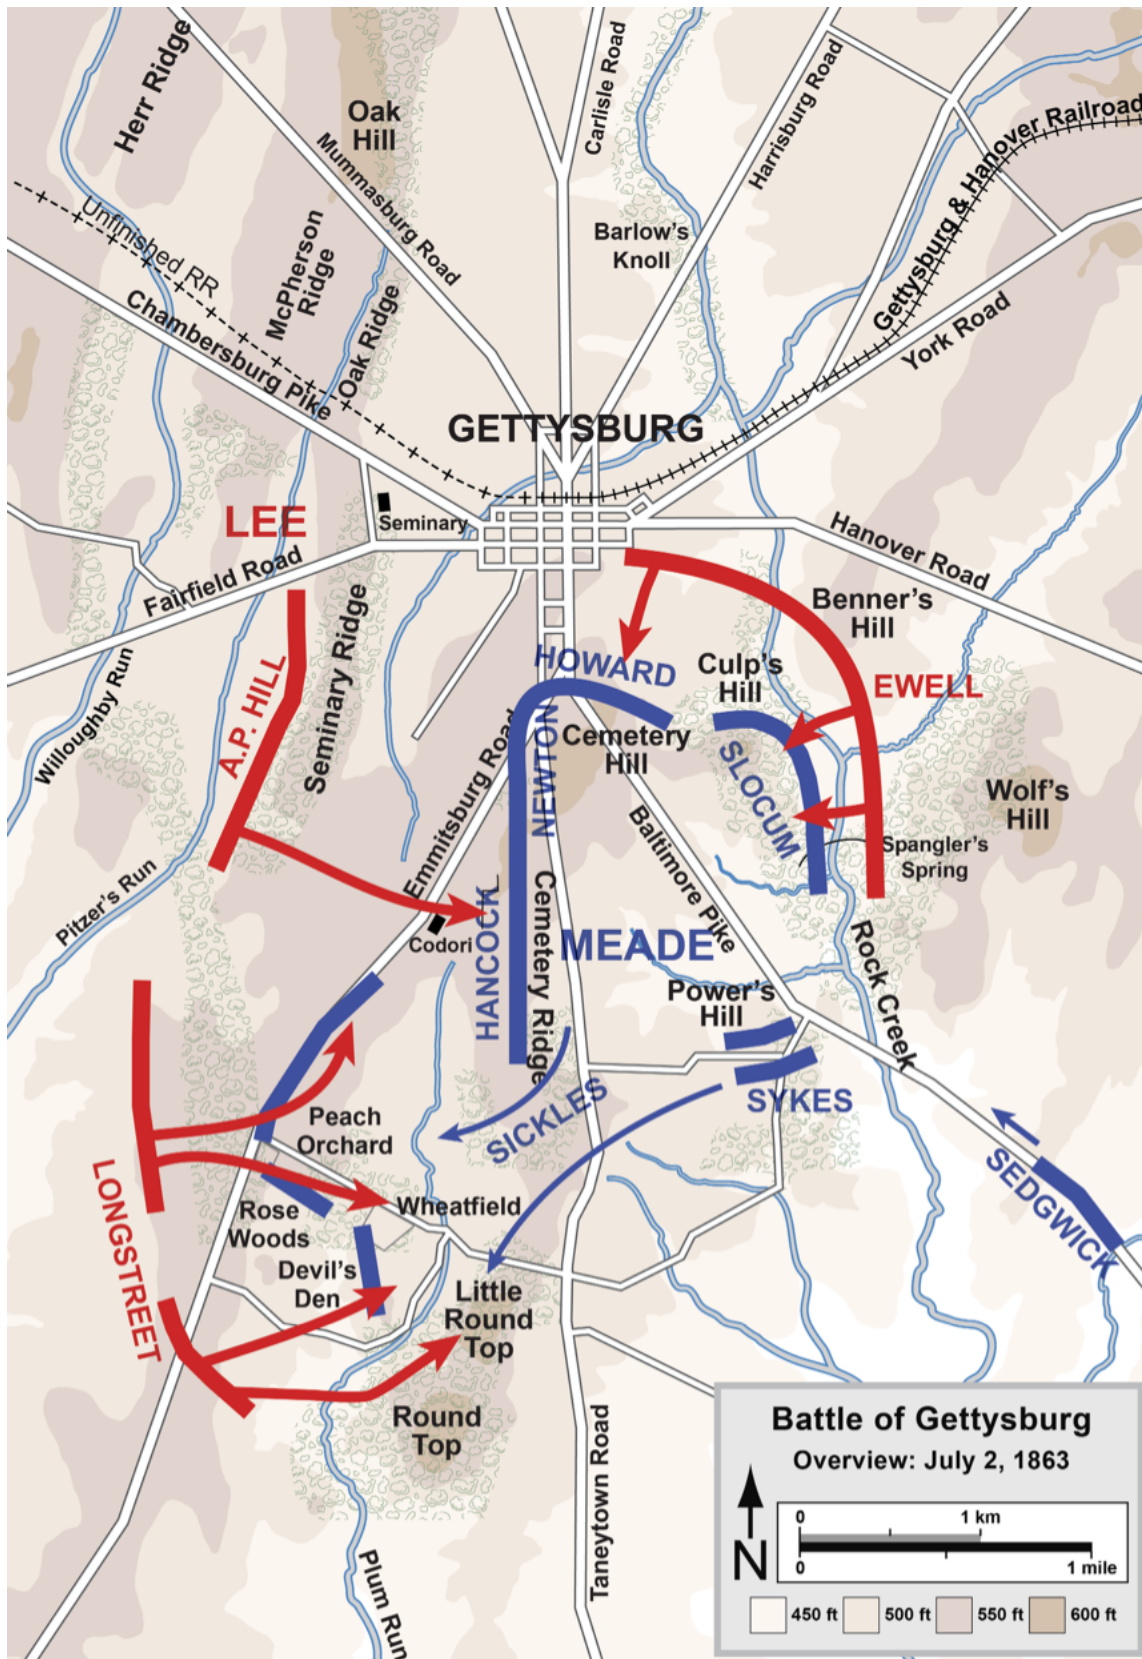 Herr Ridge
Oak
Hill
Carlisle Road
Harrisburg Road
Gettysburg & Hanover Railroad
Mummasburg Road
Unfinished RR
McPherson
Ridge
Barlow's
Knoll
Chambersburg Pike
Oak Ridge
York Road
GETTYSBURG
LEE
Seminary
Hanover Road
Fairfield Road
Benner's
Hill
Willoughby Run
A.P. HILL
Seminary Ridge
HOWARD
Culp's
Hill
EWELL
NEWTON
Cemetery
Hill
SLOCUM
Wolf's
Hill
Emmitsburg Road
Baltimore Pike
Spangler's
Spring
Pitzer's Run
Codori
HANCOCK
Cemetery Ridge
MEADE
Rock Creek
Power's
Hill
SYKES
SICKLES
Peach
Orchard
LONGSTREET
Rose
Woods
Wheatfield
SEDGWICK
Devil's
Den
Little
Round
Top
Round
Top
Taneytown Road
Plum Run
Battle of Gettysburg
Overview: July 2, 1863
N
0 1 km
0 1 mile
450 ft 500 ft 550 ft 600 ft